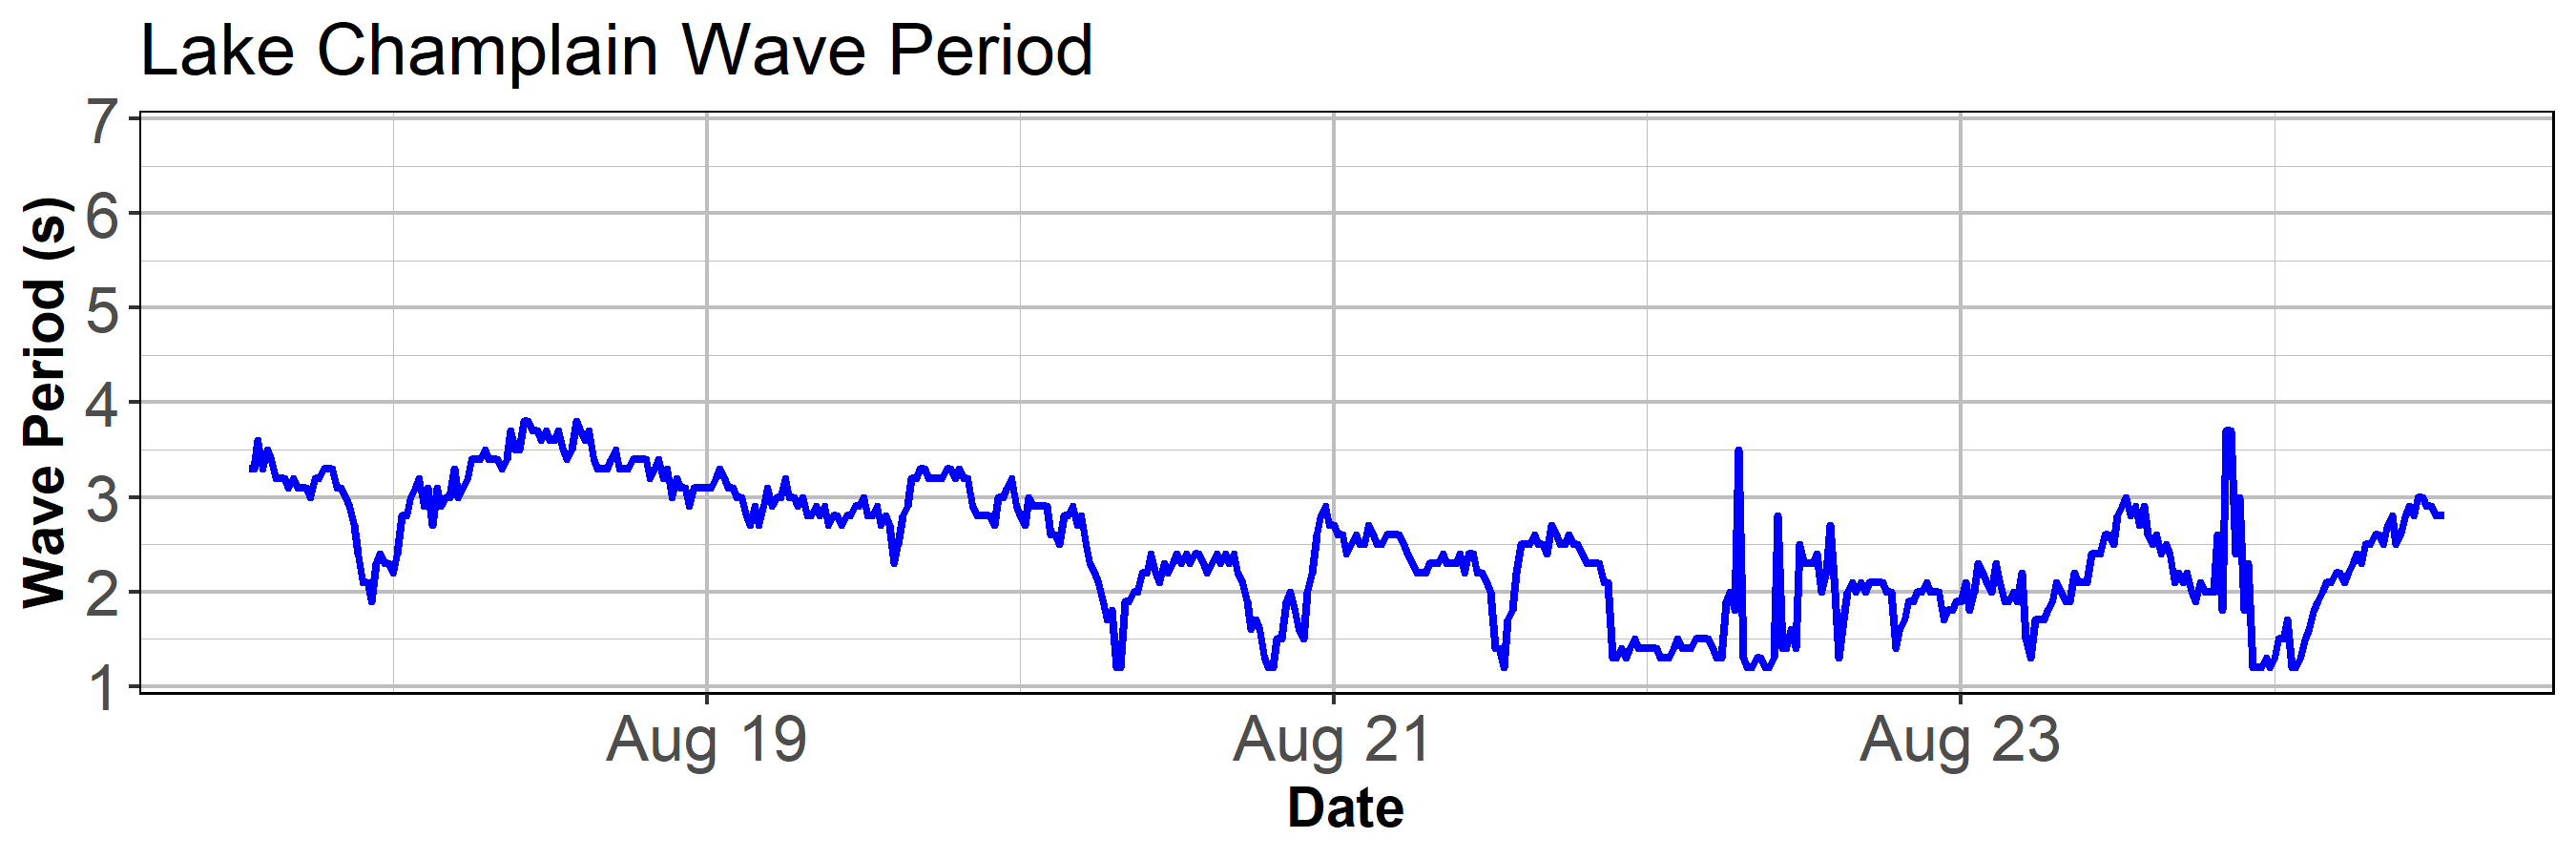 Lake Champlain Wave Period
Wave Period (s)
7
6
5
4
3
2
1
Aug 19
Aug 21
Aug 23
Date